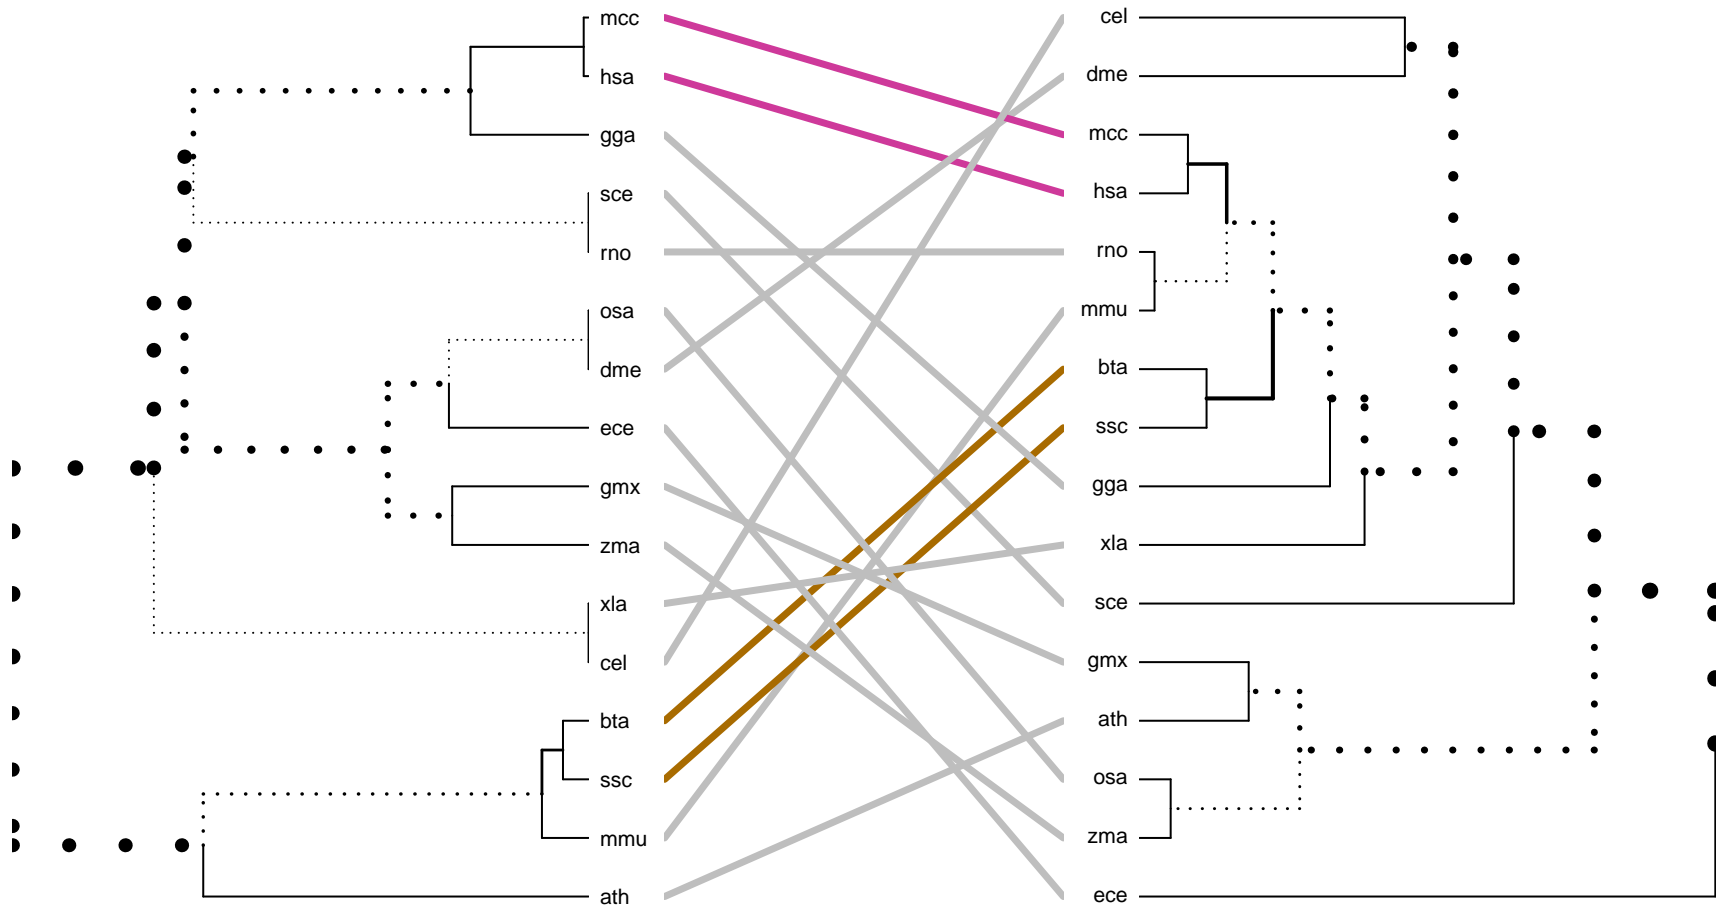 mcc
hsa
gga
sce
rno
osa
dme
ece
gmx
zma
xla
cel
bta
ssc
mmu
ath
cel
dme
mcc
hsa
rno
mmu
bta
ssc
gga
xla
sce
gmx
ath
osa
zma
ece